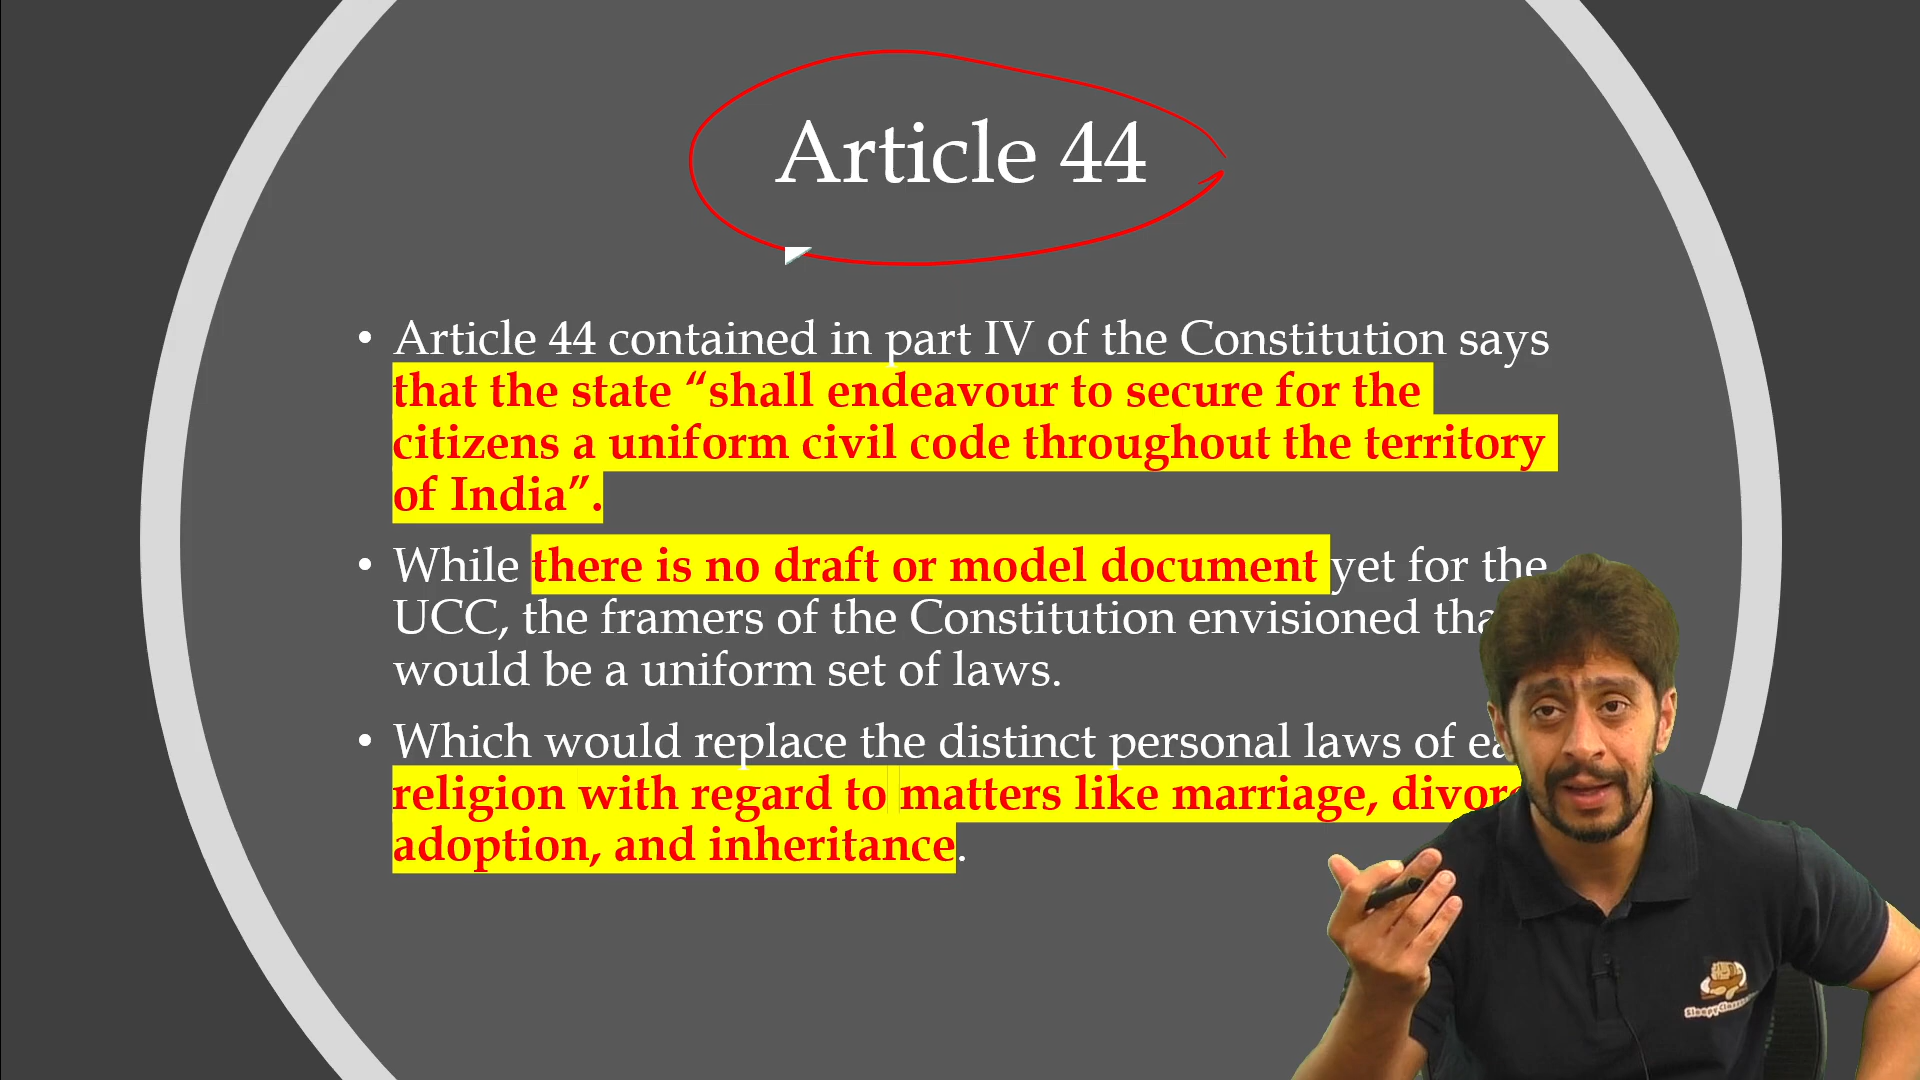 Article 44
• Article 44 contained in part IV of the Constitution says
that the state “shall endeavour to secure for the
citizens a uniform civil code throughout the territory
of India”.
• While there is no draft or model document yet for the
UCC, the framers of the Constitution envisioned
would be a uniform set of laws.
• Which would replace the distinct personal laws of
religion with regard to matters like marriage,
adoption, and inheritance.